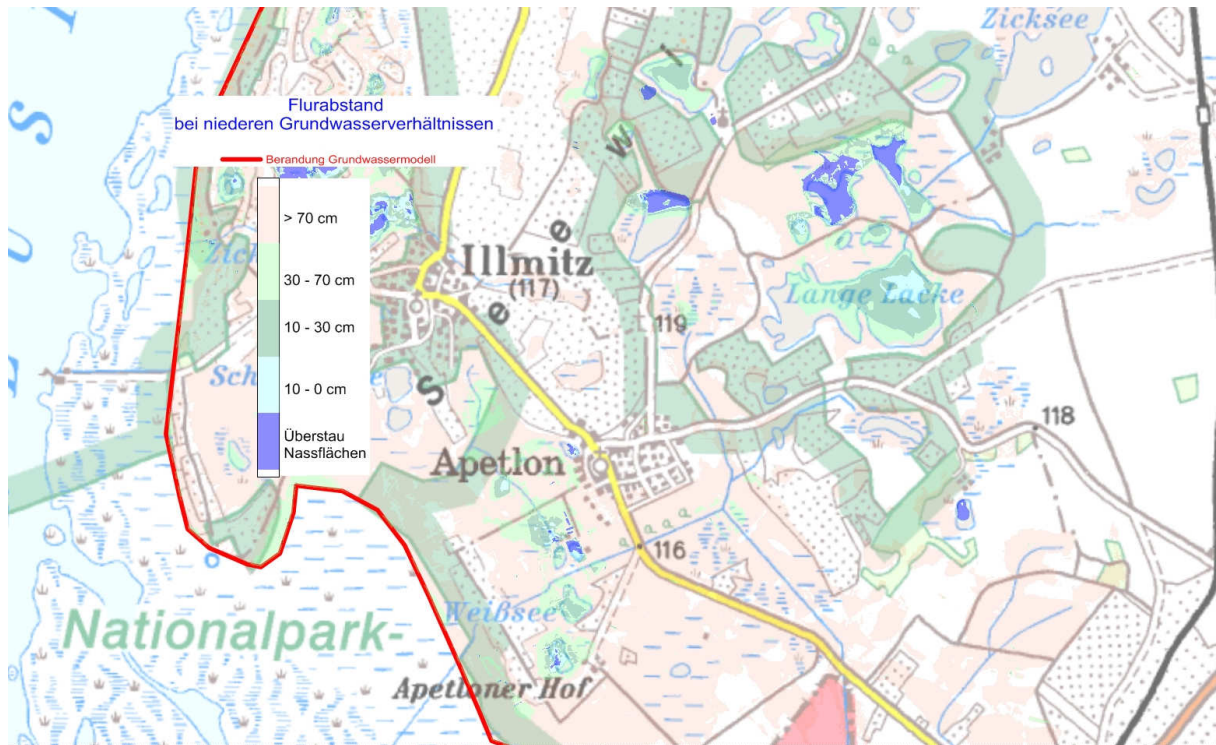 Zicksee
Flurabstand
bei niederen Grundwasserverhältnissen
Berandung Grundwassermodell
> 70 cm
30 - 70 cm
10 - 30 cm
10 - 0 cm
Überstau
Nassflächen
Illmitz
(117)
Lange Lacke
119
118
Apetlon
116
Weißsee
Nationalpark-
Apetloner Hof
S
e
e
w
i
U
S